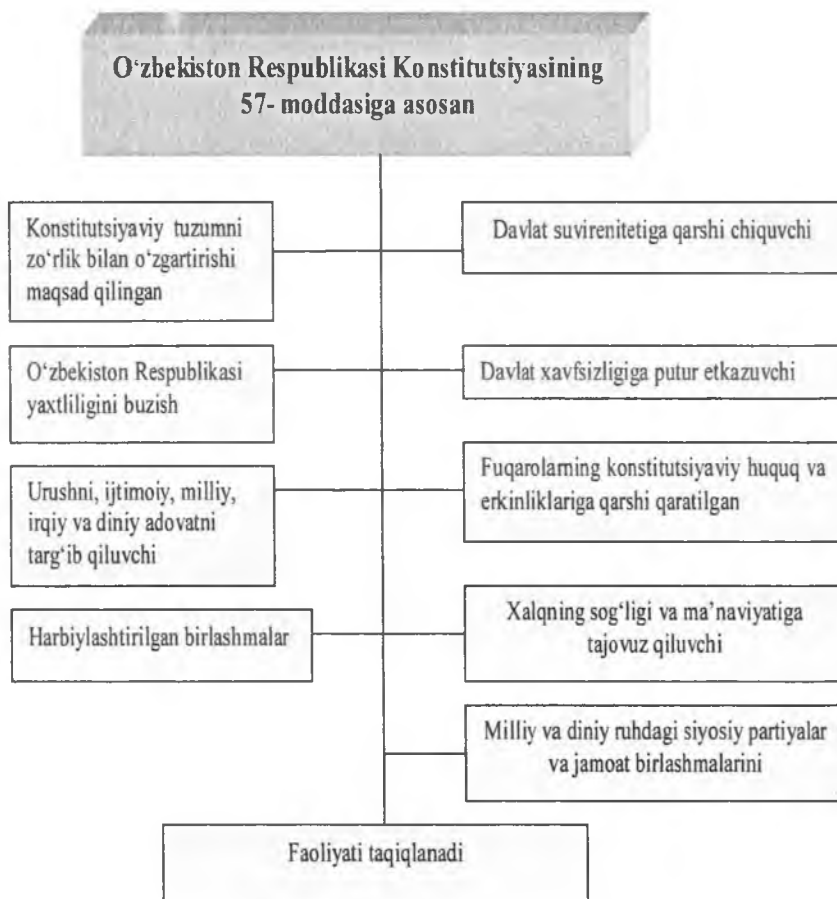 O‘zbekiston Respublikasi Konstitutsiyasining
57- moddasiga asosan
Konstitutsiyaviy tuzumni
zo‘rlik bilan o‘zgartirishi
maqsad qilingan
Davlat suvirenitetiga qarshi chiquvchi
O‘zbekiston Respublikasi
yaxtliligini buzish
Davlat xavfsizligiga putur etkazuvchi
Urushni, ijtimoiy, milliy,
irqiy va diniy adovatni
targ‘ib qiluvchi
Fuqarolarning konstitutsiyaviy huquq va
erkinliklariga qarshi qaratilgan
Harbiylashtirilgan birlashmalar
Xalqning sog‘ligi va ma’naviyatiga
tajovuz qiluvchi
Milliy va diniy ruhdagi siyosiy partiyalar
va jamoat birlashmalarini
Faoliyati taqiqlanadi